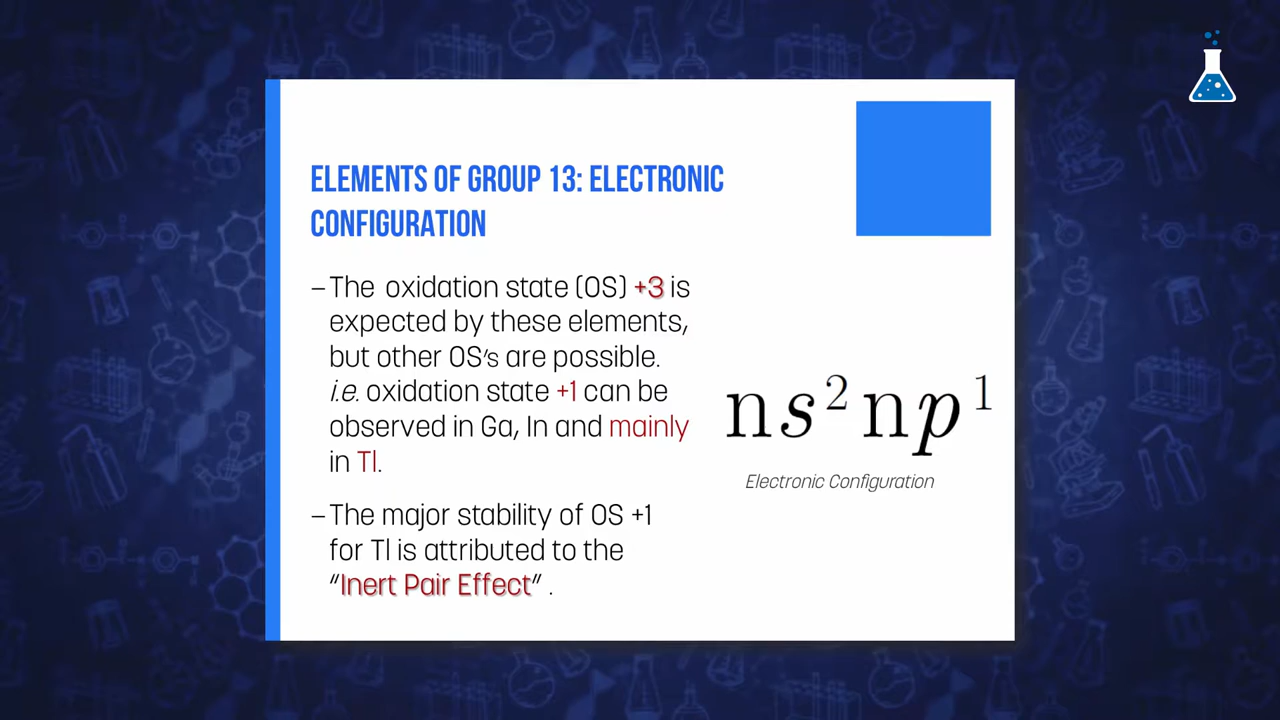 ELEMENTS OF GROUP 13: ELECTRONIC
CONFIGURATION
–The oxidation state (OS) +3 is
expected by these elements,
but other OS's are possible.
i.e. oxidation state +1 can be
observed in Ga, In and mainly
in Tl.
–The major stability of OS +1
for Tl is attributed to the
“Inert Pair Effect” .
ns²np¹
Electronic Configuration